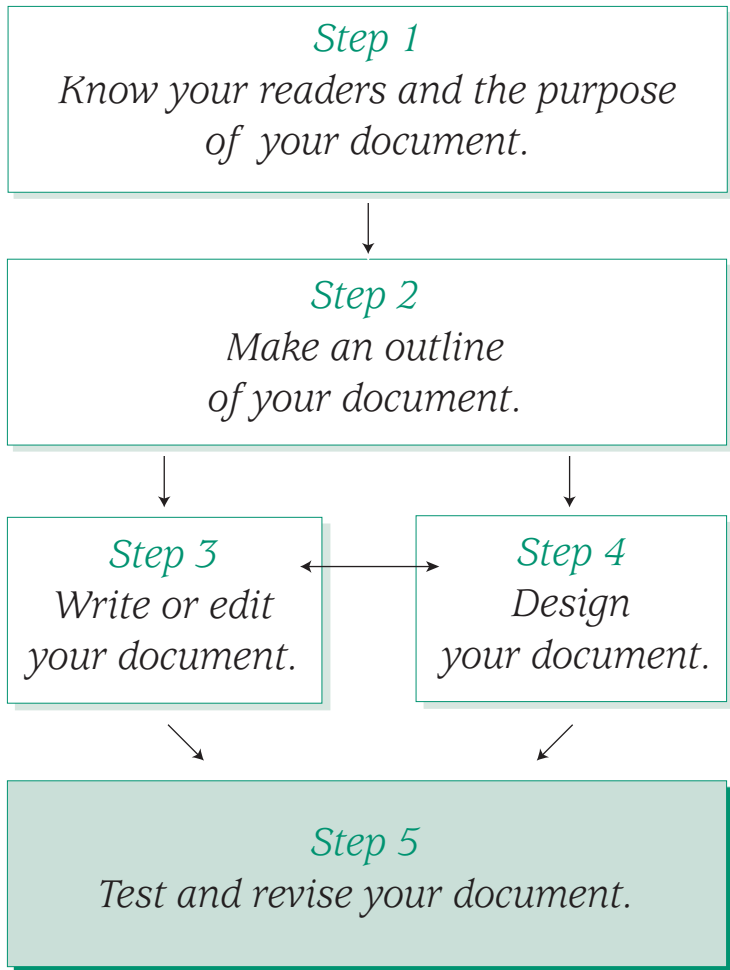 Step 1
Know your readers and the purpose
of your document.
Step 2
Make an outline
of your document.
Step 3
Write or edit
your document.
Step 4
Design
your document.
Step 5
Test and revise your document.